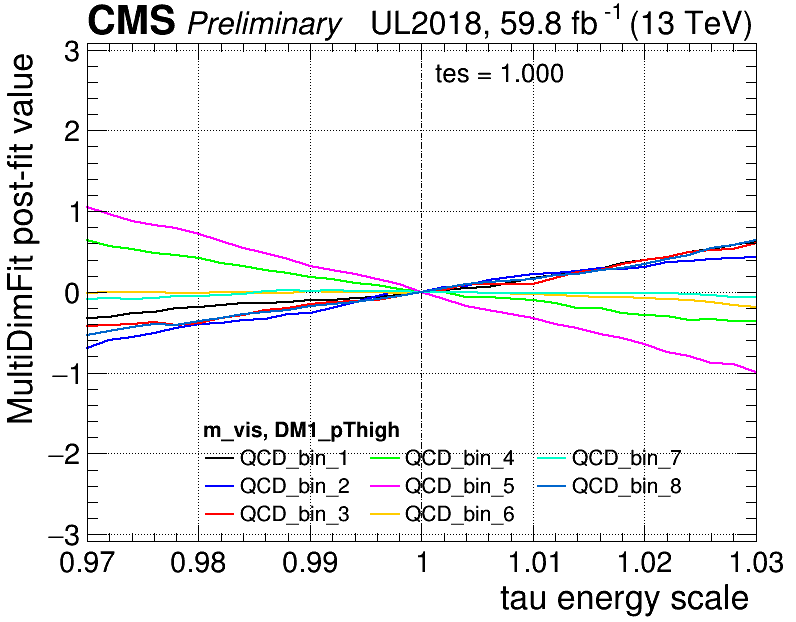 CMS Preliminary UL2018, 59.8 fb⁻¹ (13 TeV)
MultiDimFit post-fit value
3
2
1
0
−1
−2
−3
tes = 1.000
m_vis, DM1_pThigh
QCD_bin_1 QCD_bin_4 QCD_bin_7
QCD_bin_2 QCD_bin_5 QCD_bin_8
QCD_bin_3 QCD_bin_6
0.97 0.98 0.99 1 1.01 1.02 1.03
tau energy scale